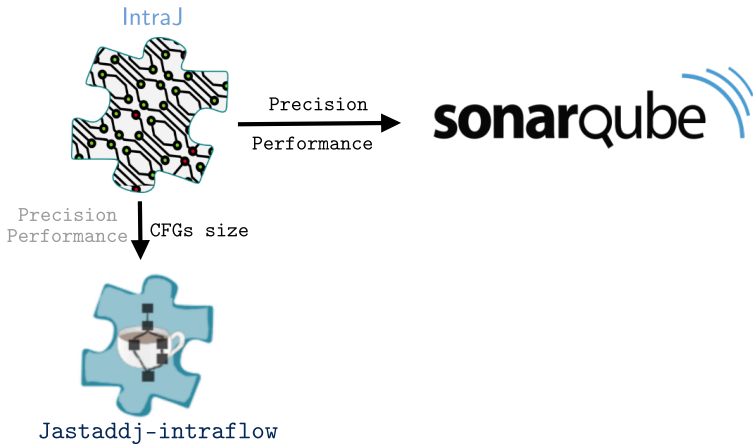 IntraJ
Precision
Performance
sonarqube
Precision
Performance
CFGs size
Jastaddj-intraflow